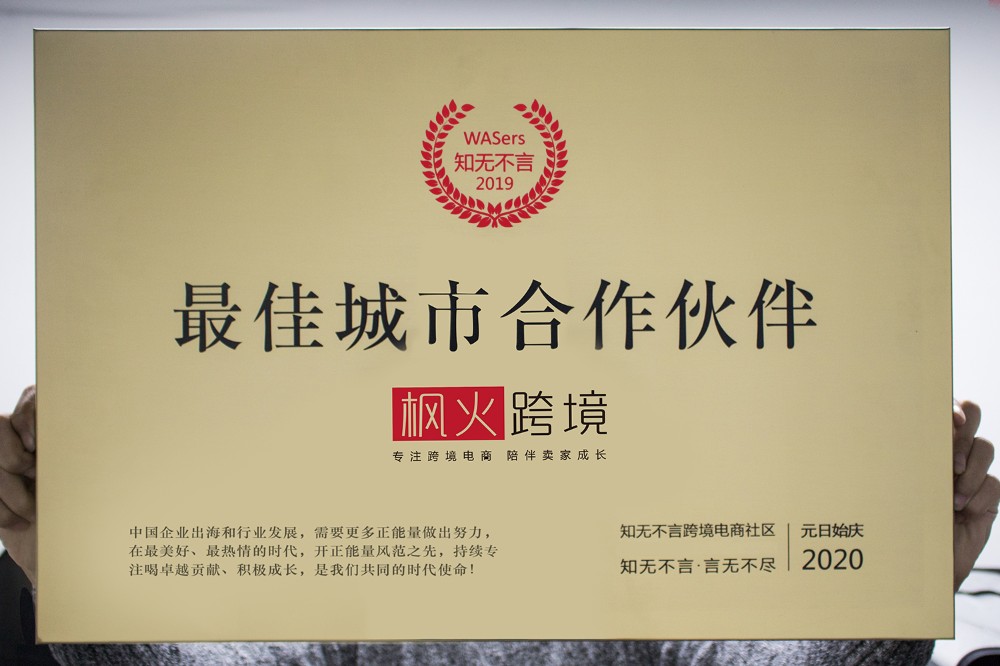 WASers
知无不言
2019
最佳城市合作伙伴
枫火跨境
专注跨境电商 陪伴卖家成长
中国企业出海和行业发展，需要更多正能量做出努力，
在最美好、最热情的时代，开正能量风范之先，持续专
注喝卓越贡献、积极成长，是我们共同的时代使命！
知无不言跨境电商社区
知无不言·言无不尽
元日始庆
2020